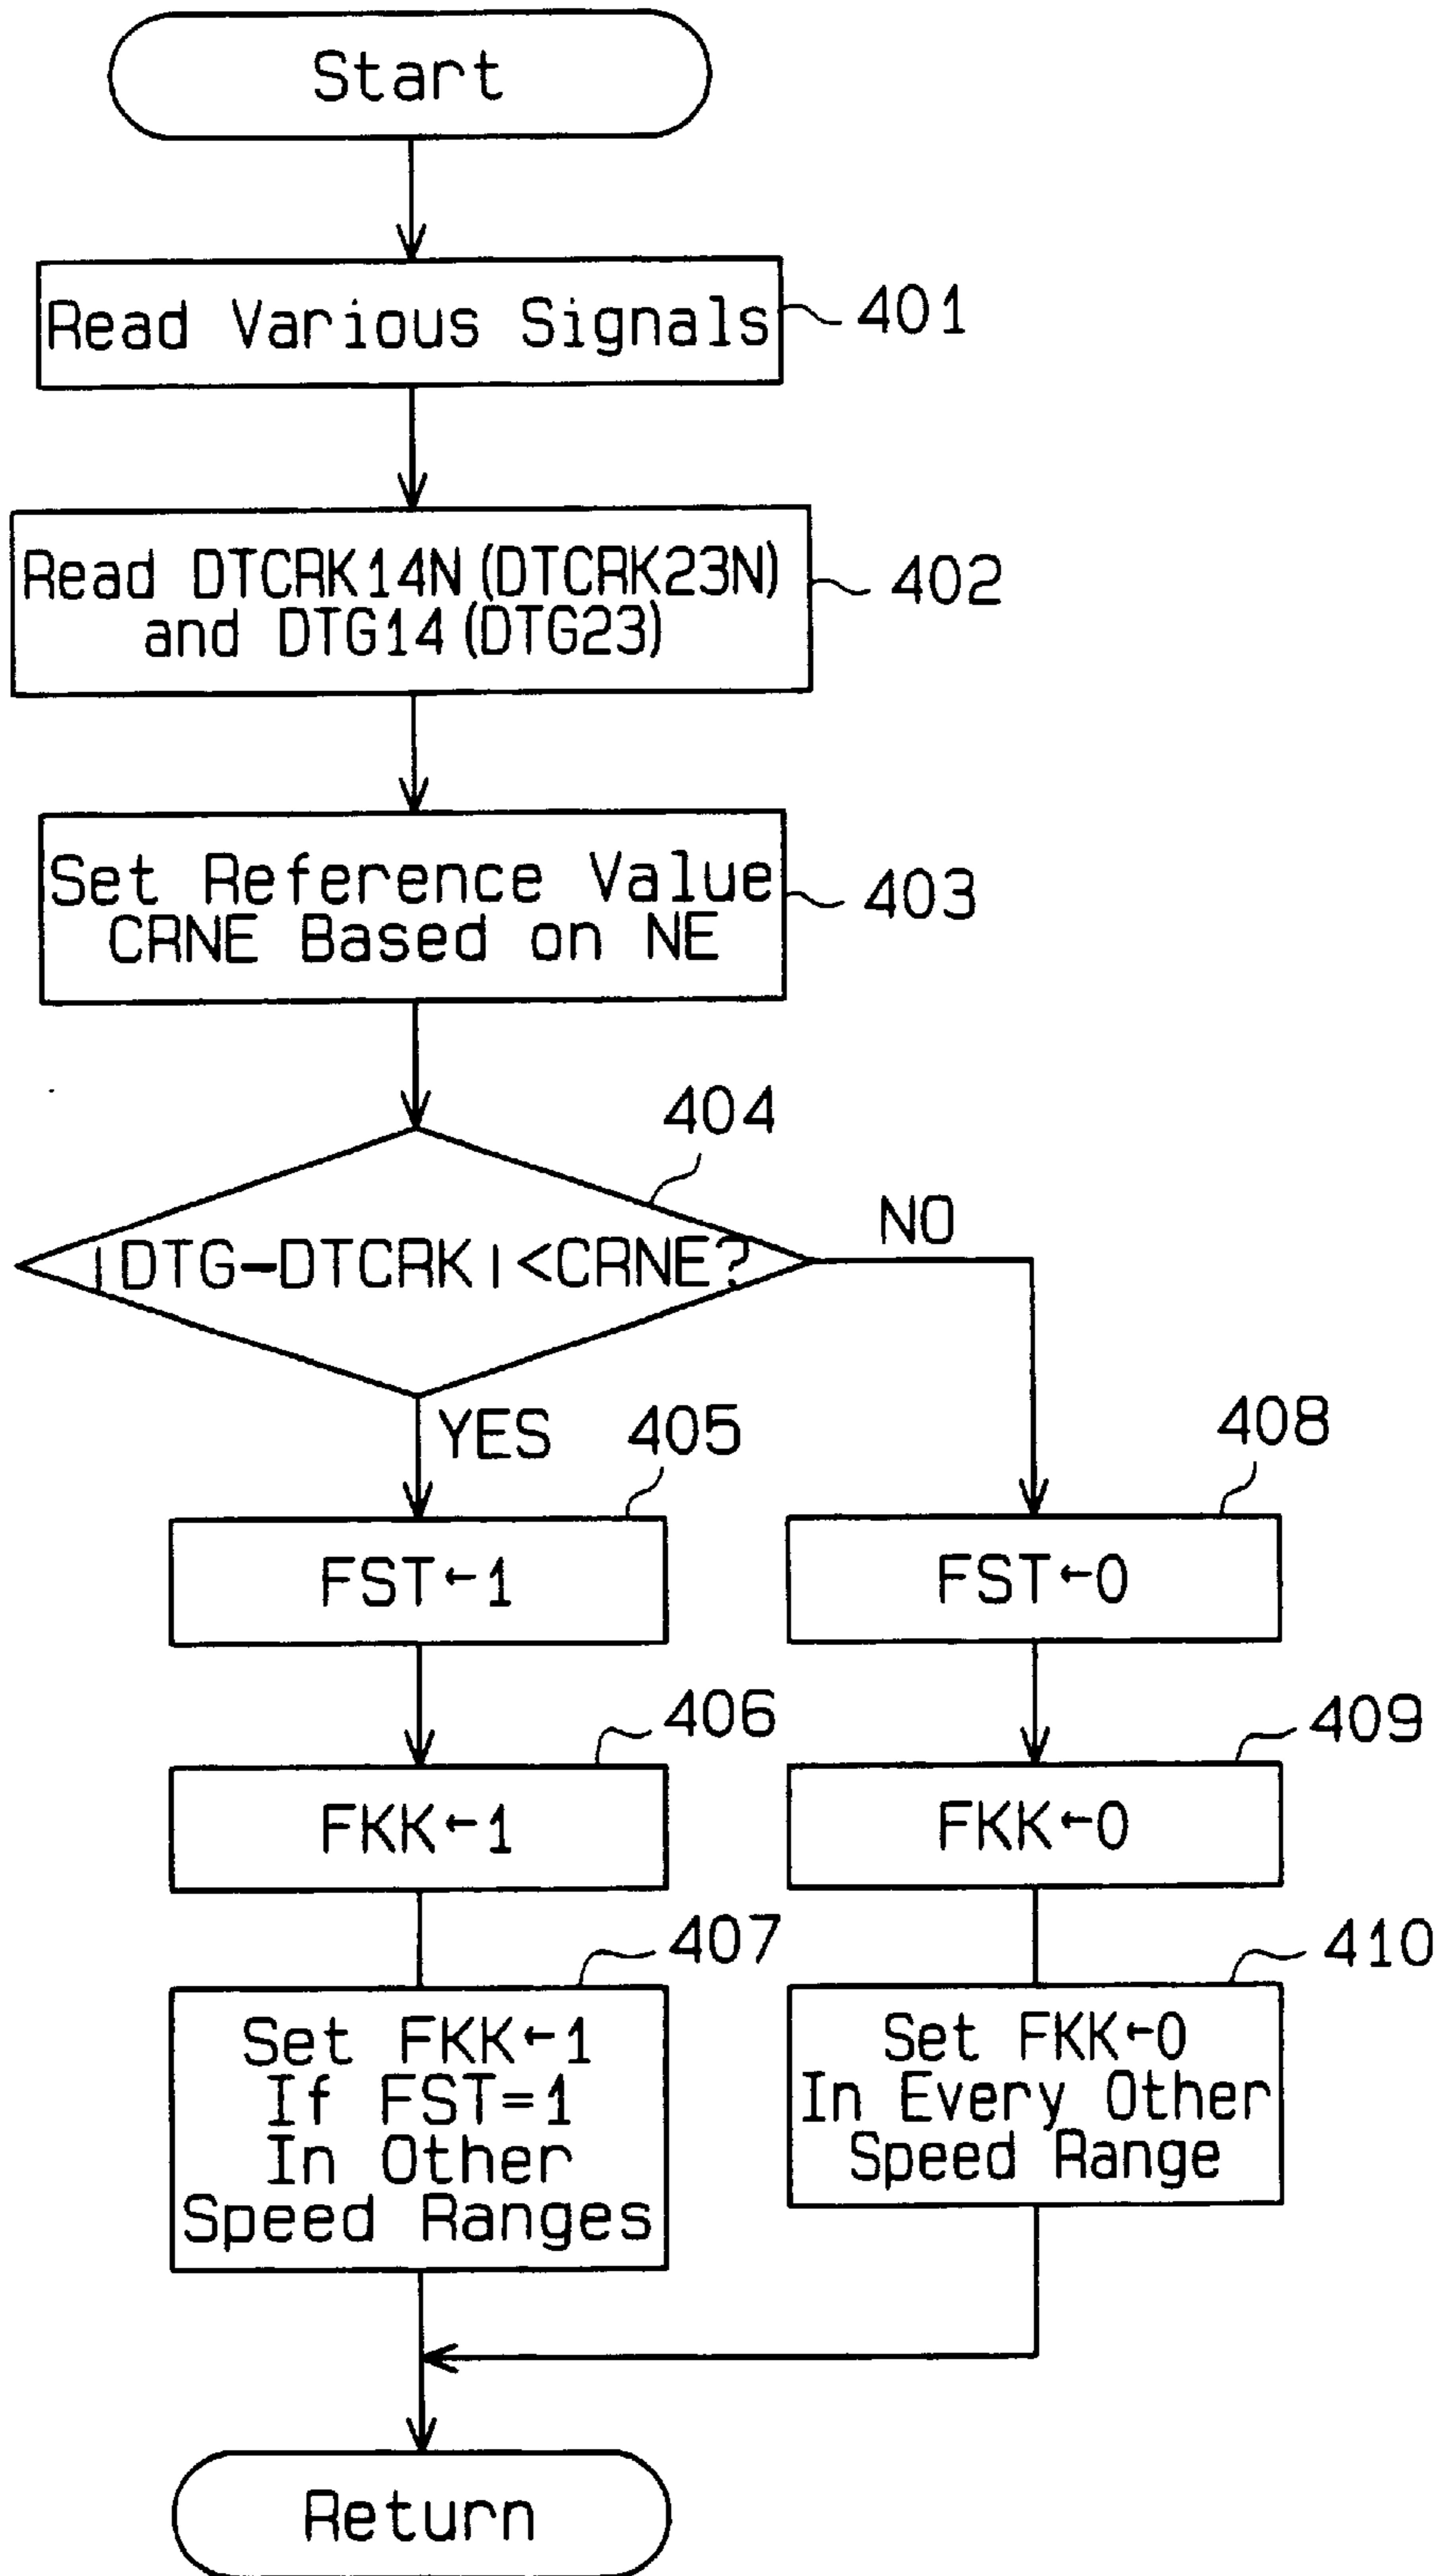 Start
Read Various Signals
401
Read DTCRK14N (DTCRK23N)
and DTG14 (DTG23)
402
Set Reference Value
CRNE Based on NE
403
404
|DTG-DTCRK|<CRNE?
NO
YES
405
408
FST←1
FST←0
406
409
FKK←1
FKK←0
407
410
Set FKK←1
If FST=1
In Other
Speed Ranges
Set FKK←0
In Every Other
Speed Range
Return